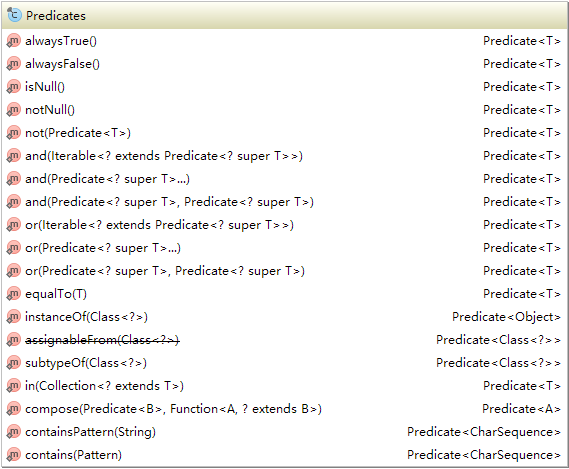 Predicates
alwaysTrue() Predicate<T>
alwaysFalse() Predicate<T>
isNull() Predicate<T>
notNull() Predicate<T>
not(Predicate<T>) Predicate<T>
and(Iterable<? extends Predicate<? super T>>) Predicate<T>
and(Predicate<? super T>...) Predicate<T>
and(Predicate<? super T>, Predicate<? super T>) Predicate<T>
or(Iterable<? extends Predicate<? super T>>) Predicate<T>
or(Predicate<? super T>...) Predicate<T>
or(Predicate<? super T>, Predicate<? super T>) Predicate<T>
equalTo(T) Predicate<T>
instanceOf(Class<?>) Predicate<Object>
assignableFrom(Class<?>) Predicate<Class<?>>
subtypeOf(Class<?>) Predicate<Class<?>>
in(Collection<? extends T>) Predicate<T>
compose(Predicate<B>, Function<A, ? extends B>) Predicate<A>
containsPattern(String) Predicate<CharSequence>
contains(Pattern) Predicate<CharSequence>